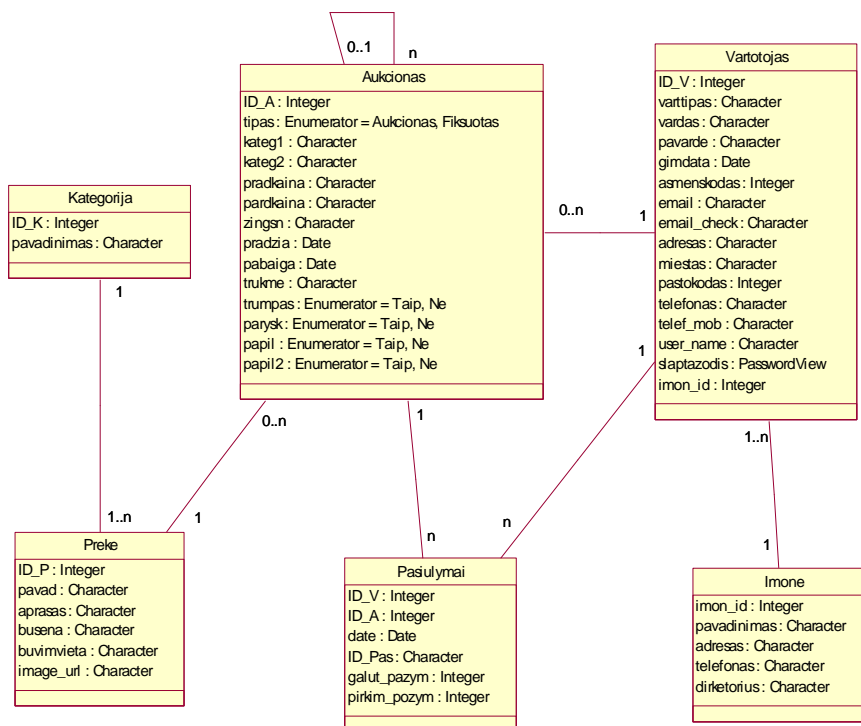 0..1
n
Aukcionas
ID_A : Integer
tipas : Enumerator = Aukcionas, Fiksuotas
kateg1 : Character
kateg2 : Character
pradkaina : Character
pardkaina : Character
zingsn : Character
pradzia : Date
pabaiga : Date
trukme : Character
trumpas : Enumerator = Taip, Ne
parysk : Enumerator = Taip, Ne
papil : Enumerator = Taip, Ne
papil2 : Enumerator = Taip, Ne
Vartotojas
ID_V : Integer
varttipas : Character
vardas : Character
pavarde : Character
gimdata : Date
asmenskodas : Integer
email : Character
email_check : Character
adresas : Character
miestas : Character
pastokodas : Integer
telefonas : Character
telef_mob : Character
user_name : Character
slaptazodis : PasswordView
imon_id : Integer
Kategorija
ID_K : Integer
pavadinimas : Character
0..n
1
1
1
0..n
1
1..n
1..n
1
n
n
1
Preke
ID_P : Integer
pavad : Character
aprasas : Character
busena : Character
buvimvieta : Character
image_url : Character
Pasiulymai
ID_V : Integer
ID_A : Integer
date : Date
ID_Pas : Character
galut_pazym : Integer
pirkim_pozym : Integer
Imone
imon_id : Integer
pavadinimas : Character
adresas : Character
telefonas : Character
dirketorius : Character